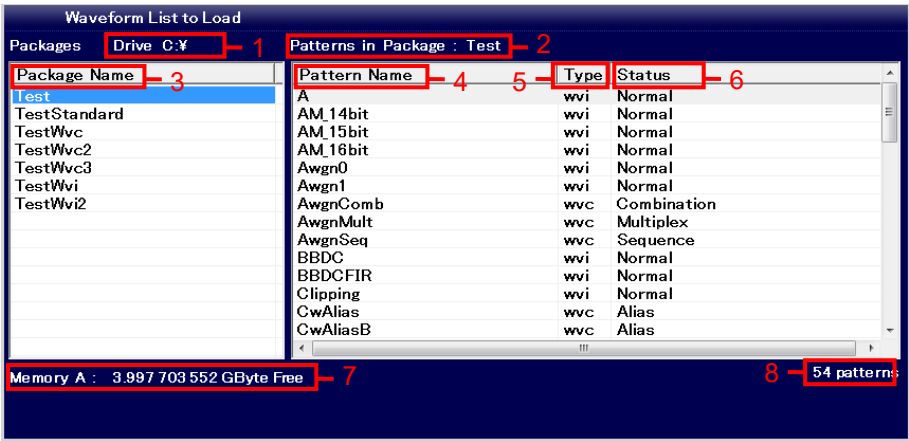 Waveform List to Load
Packages Drive C:¥ 1 Patterns in Package : Test 2
Package Name 3 Pattern Name 4 5 Type Status 6
Test A wvi Normal
TestStandard AM_14bit wvi Normal
TestWvc AM_15bit wvi Normal
TestWvc2 AM_16bit wvi Normal
TestWvc3 Awgn0 wvi Normal
TestWvi Awgn1 wvi Normal
TestWvi2 AwgnComb wvc Combination
AwgnMult wvc Multiplex
AwgnSeq wvc Sequence
BBDC wvi Normal
BBDCFIR wvi Normal
Clipping wvi Normal
CwAlias wvc Alias
CwAliasB wvc Alias
Memory A : 3.997 703 552 GByte Free 7 8 54 patterns